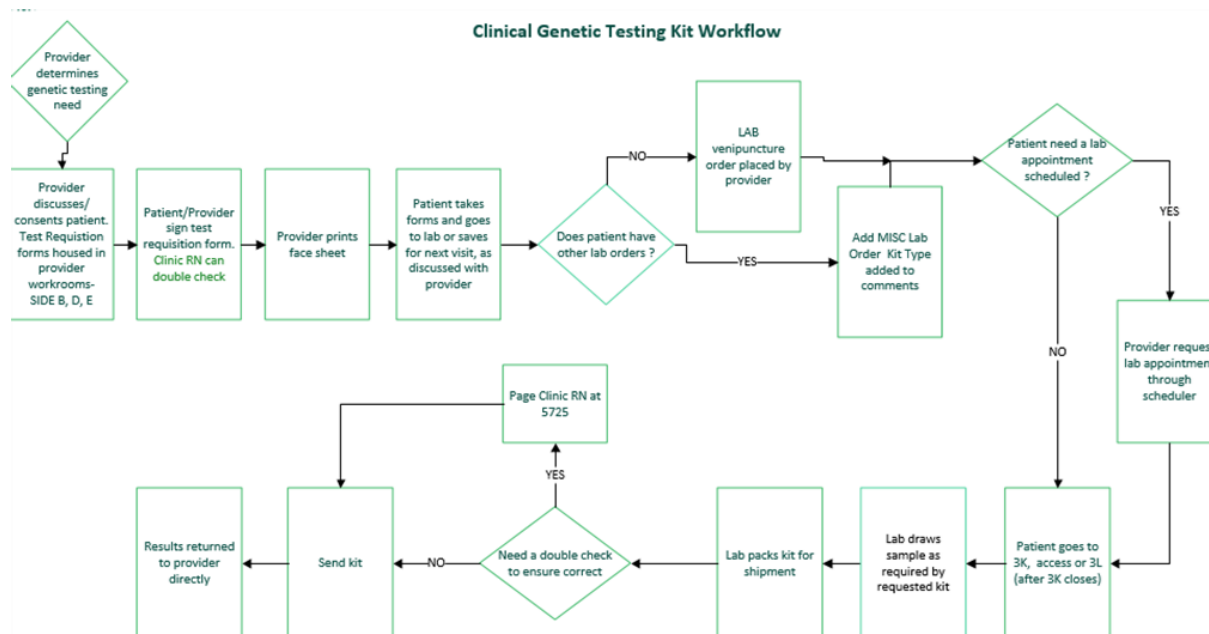 Clinical Genetic Testing Kit Workflow
Provider
determines
genetic testing
need
Provider
discusses/
consents patient.
Test Requistion
forms housed in
provider
workrooms-
SIDE B, D, E
Patient/Provider
sign test
requisition form.
Clinic RN can
double check
Provider prints
face sheet
Patient takes
forms and goes
to lab or saves
for next visit, as
discussed with
provider
Does patient have
other lab orders ?
NO
YES
LAB
venipuncture
order placed by
provider
Add MISC Lab
Order Kit Type
added to
comments
Patient need a lab
appointment
scheduled ?
YES
NO
Provider reques
lab appointmen
through
scheduler
Patient goes to
3K, access or 3L
(after 3K closes)
Lab draws
sample as
required by
requested kit
Lab packs kit for
shipment
Need a double check
to ensure correct
YES
NO
Page Clinic RN at
5725
Send kit
Results returned
to provider
directly